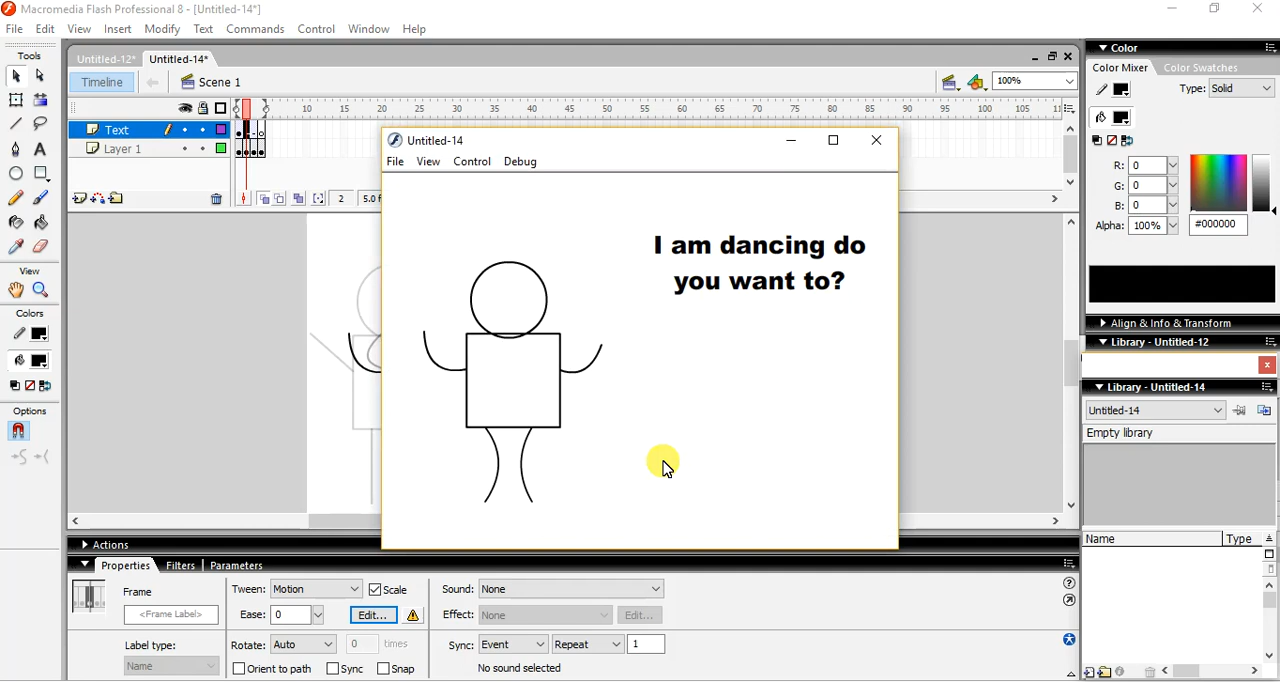 Macromedia Flash Professional 8 - [Untitled-14*]
File Edit View Insert Modify Text Commands Control Window Help
Tools
View
Colors
Options
Untitled-12* Untitled-14*
Timeline
Scene 1
100%
5 10 15 20 25 30 35 40 45 50 55 60 65 70 75 80 85 90 95 100 105
Text
Layer 1
2
Untitled-14
File View Control Debug
I am dancing do
you want to?
Actions
Properties Filters Parameters
Frame
<Frame Label>
Label type:
Name
Tween: Motion Scale
Ease: 0 Edit...
Rotate: Auto 0 times
Orient to path Sync Snap
Sound: None
Effect: None Edit...
Sync: Event Repeat 1
No sound selected
Color
Color Mixer Color Swatches
Type: Solid
R: 0
G: 0
B: 0
Alpha: 100% #000000
Align & Info & Transform
Library - Untitled-12
Library - Untitled-14
Untitled-14
Empty library
Name Type